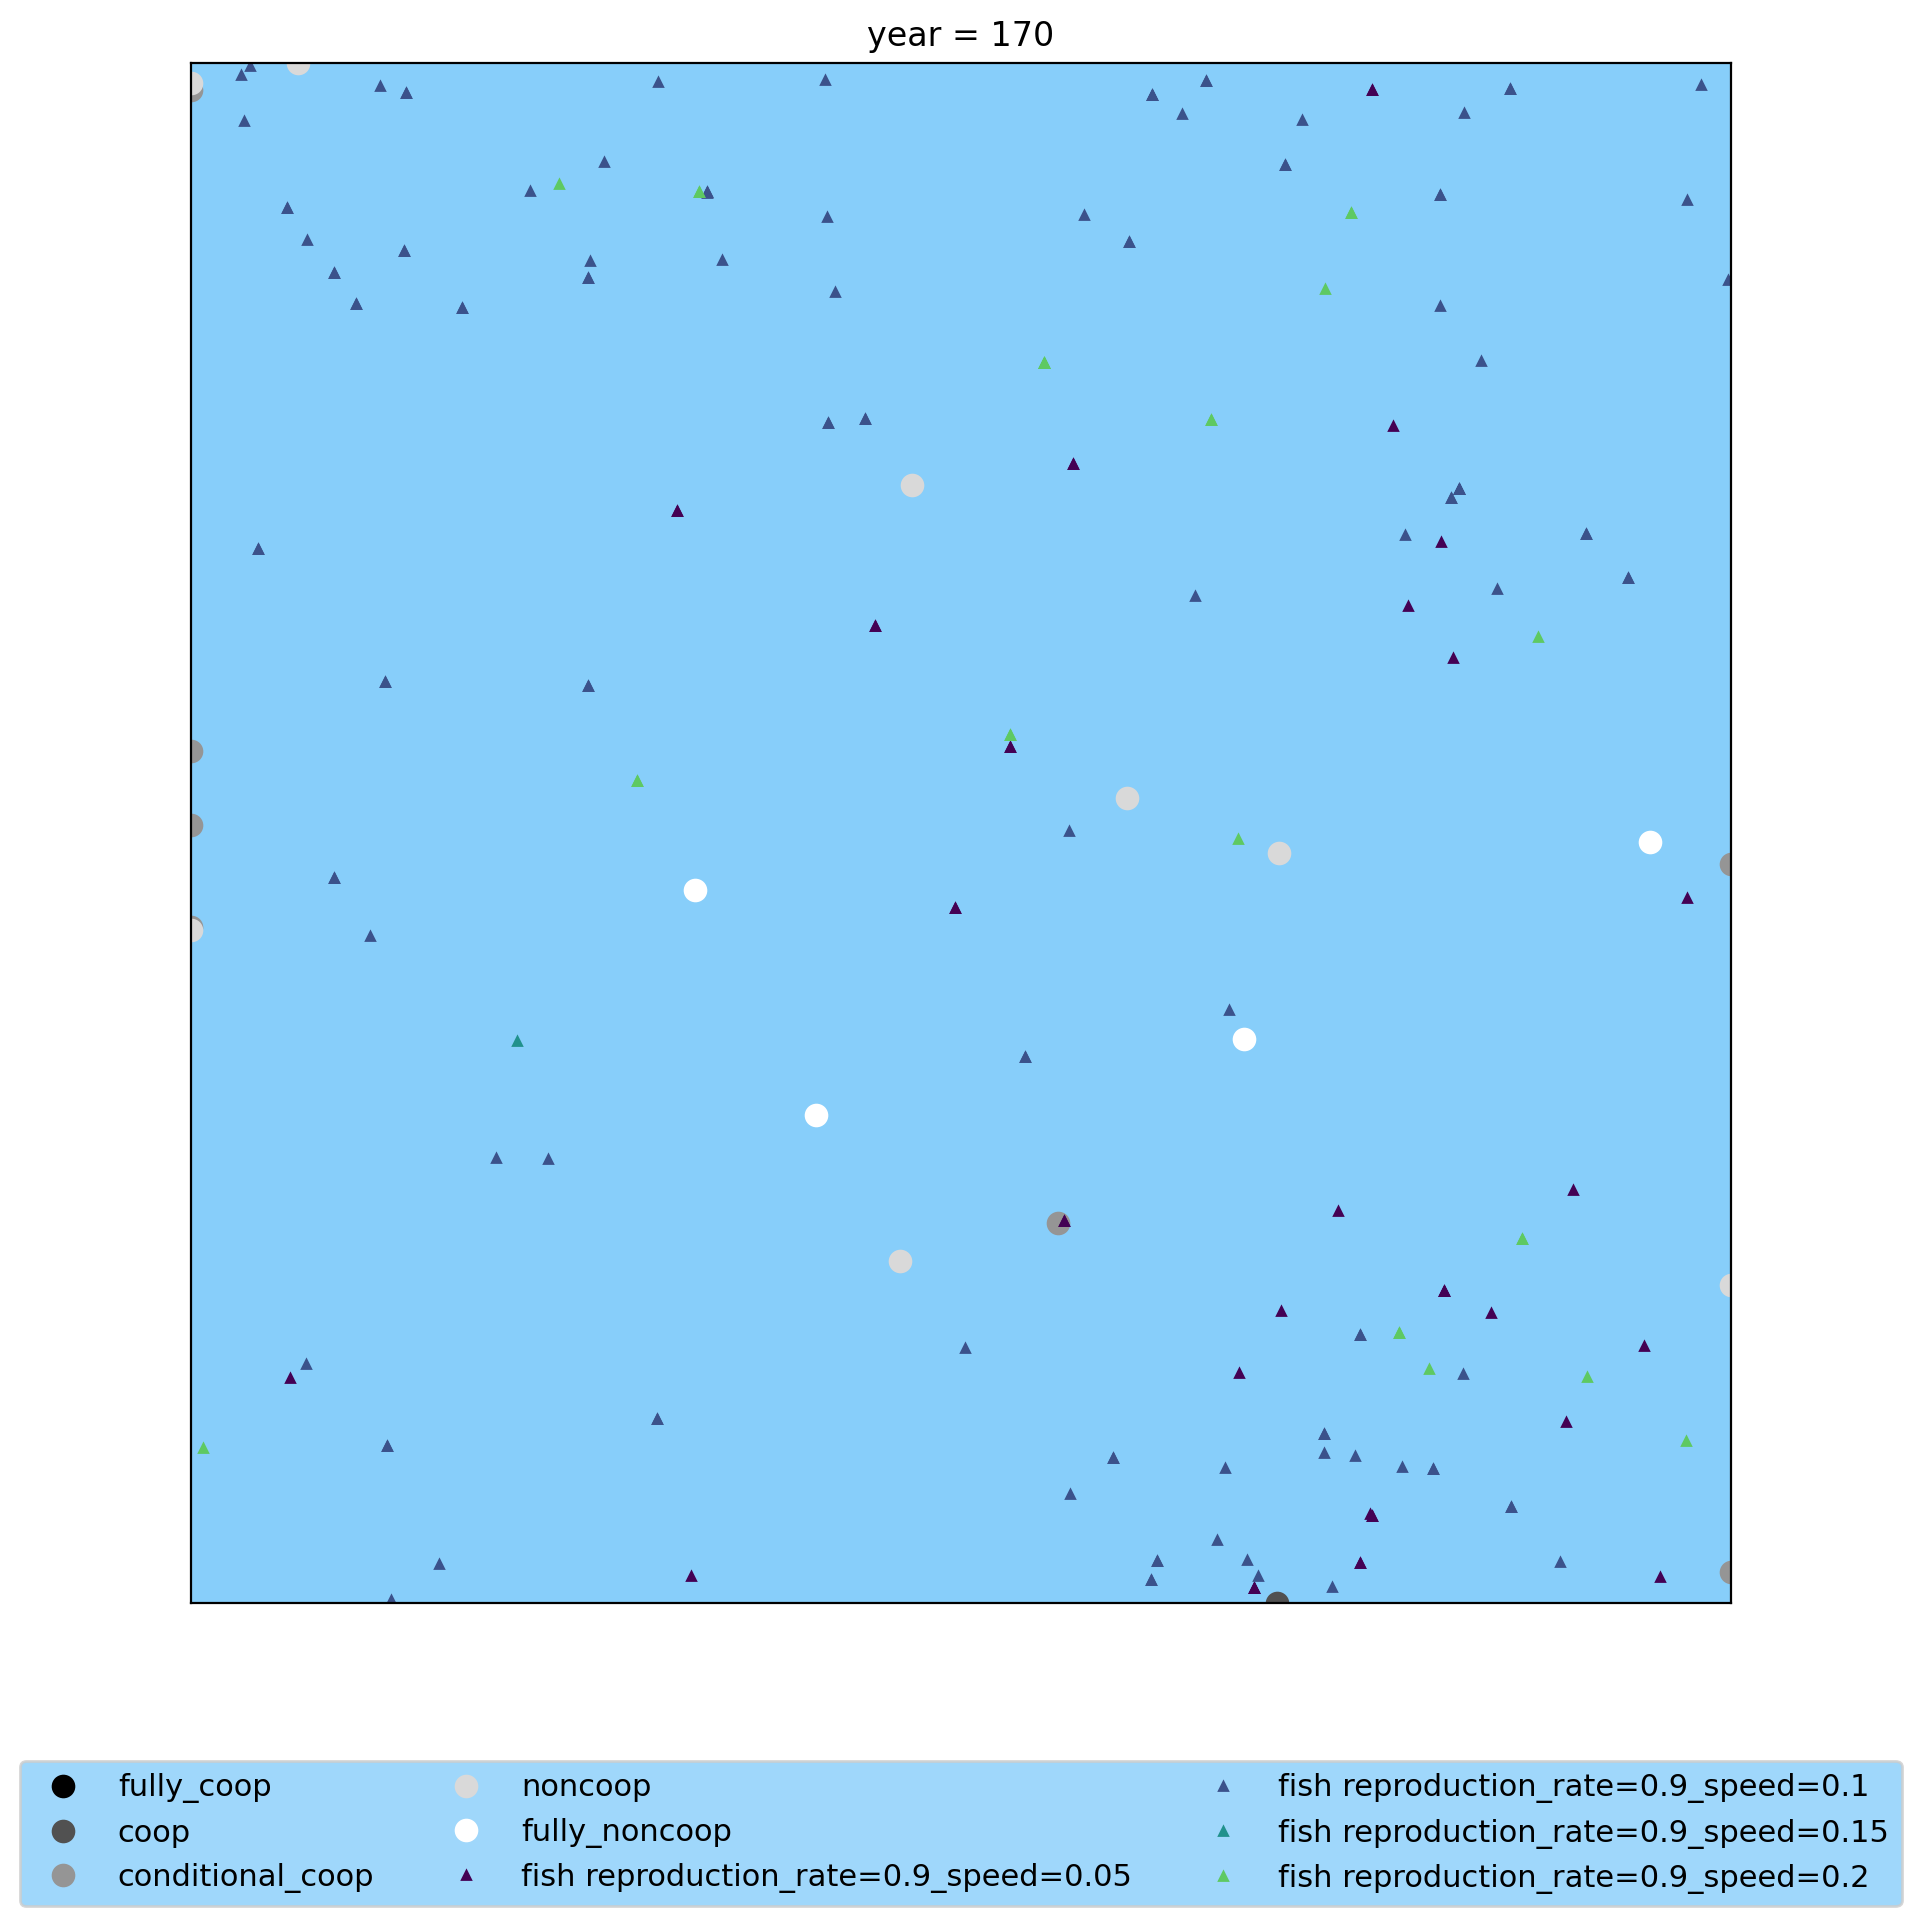 year = 170
fully_coop
coop
conditional_coop
noncoop
fully_noncoop
fish reproduction_rate=0.9_speed=0.05
fish reproduction_rate=0.9_speed=0.1
fish reproduction_rate=0.9_speed=0.15
fish reproduction_rate=0.9_speed=0.2